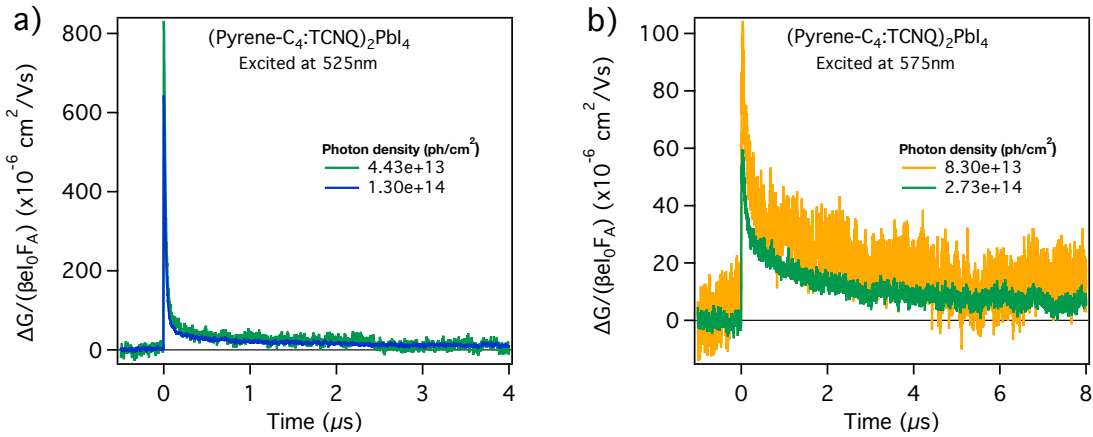 a)
ΔG/(βeI₀F_A) (x10⁻⁶ cm²/Vs)
800
600
400
200
0
(Pyrene-C₄:TCNQ)₂PbI₄
Excited at 525nm
Photon density (ph/cm²)
4.43e+13
1.30e+14
0 1 2 3 4
Time (μs)
b)
ΔG/(βeI₀F_A) (x10⁻⁶ cm²/Vs)
100
80
60
40
20
0
(Pyrene-C₄:TCNQ)₂PbI₄
Excited at 575nm
Photon density (ph/cm²)
8.30e+13
2.73e+14
0 2 4 6 8
Time (μs)